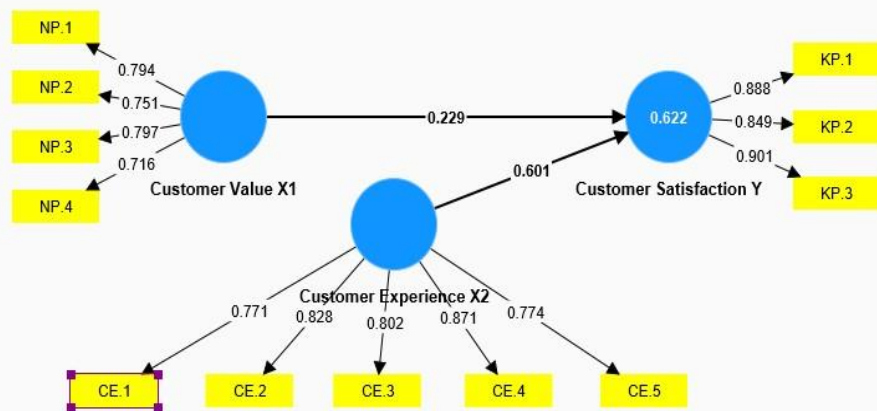 NP.1
NP.2
NP.3
NP.4
0.794
0.751
0.797
0.716
Customer Value X1
0.229
0.601
0.622
Customer Satisfaction Y
0.888
0.849
0.901
KP.1
KP.2
KP.3
Customer Experience X2
0.771
0.828
0.802
0.871
0.774
CE.1
CE.2
CE.3
CE.4
CE.5